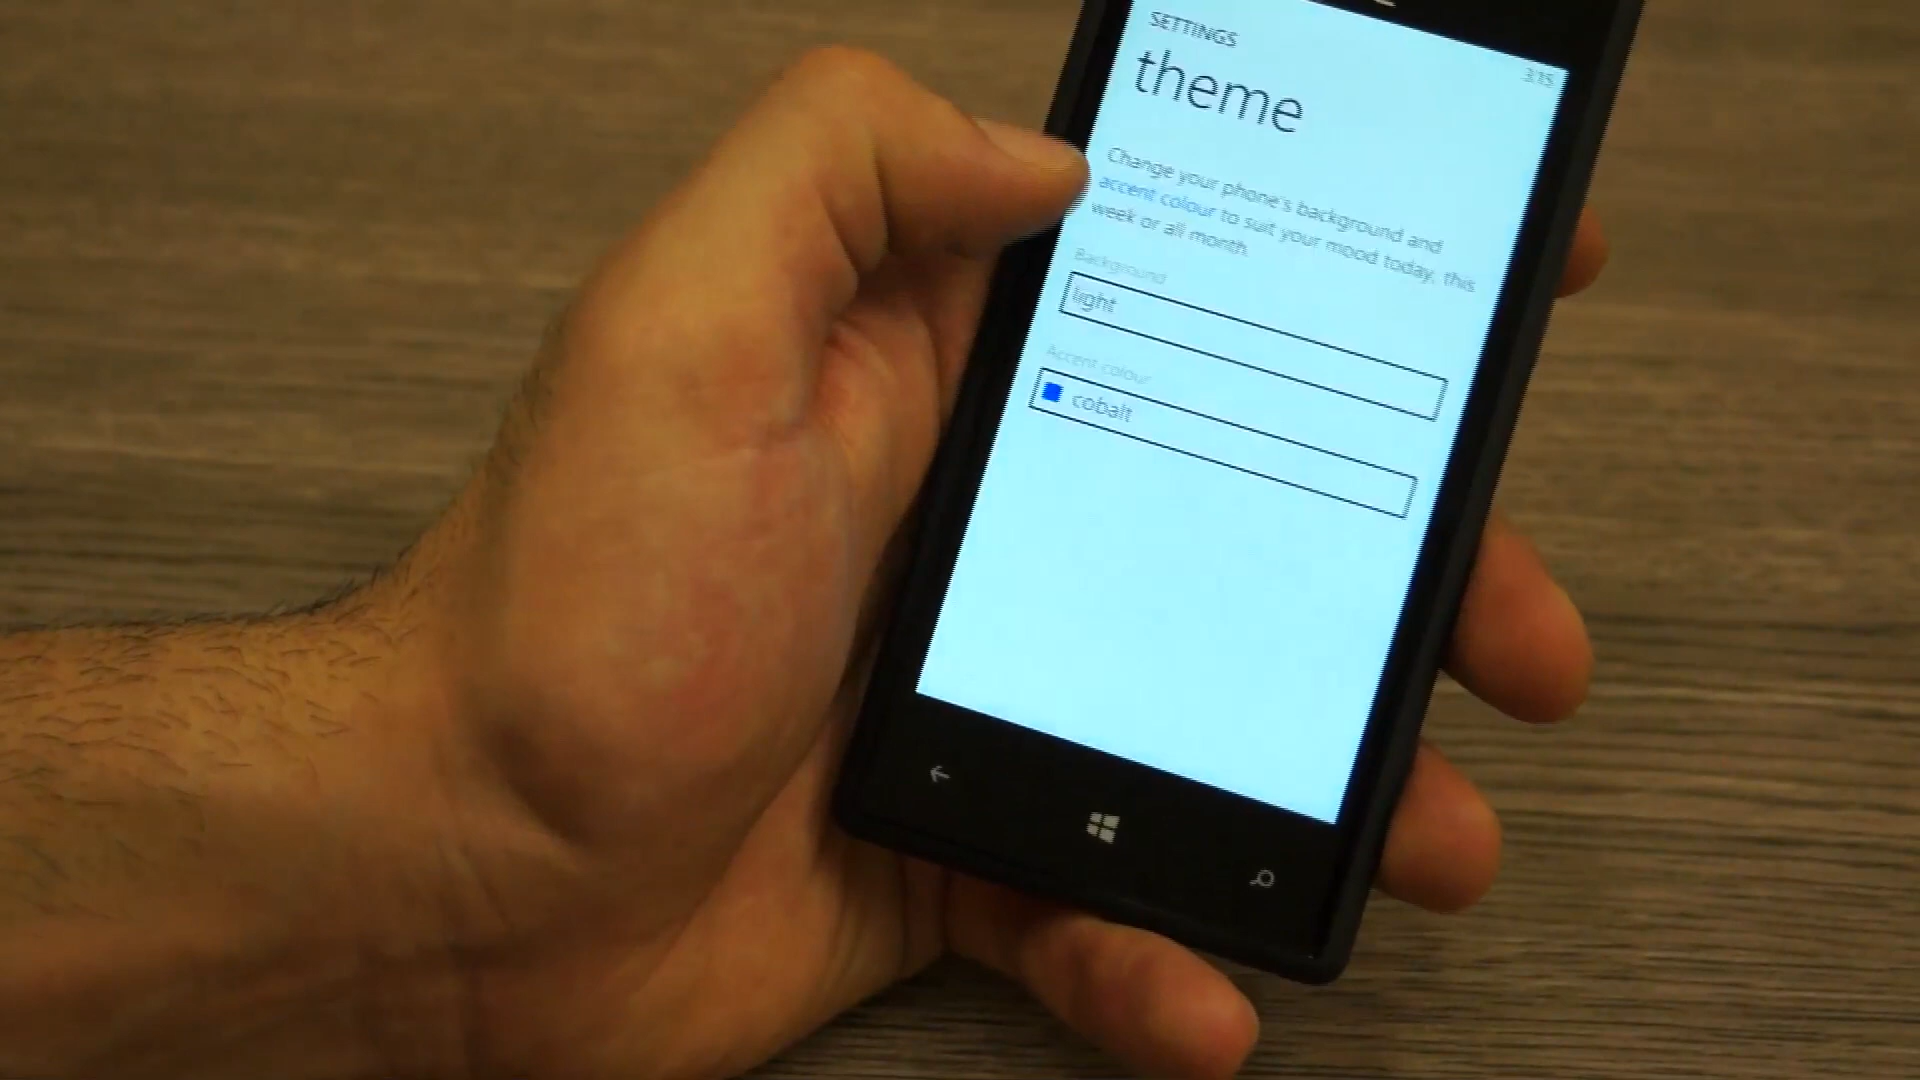 SETTINGS
3:15
theme
Change your phone's background and
accent colour to suit your mood today, this
week or all month.
Background
light
Accent colour
cobalt